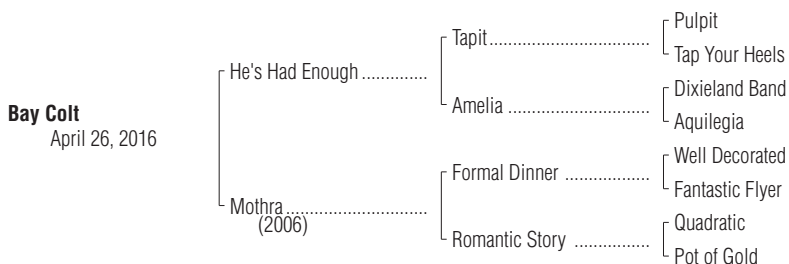 Bay Colt
April 26, 2016
He's Had Enough ..............
Mothra ..............................
(2006)
Tapit..................................
Amelia ..............................
Formal Dinner ..................
Romantic Story ................
Pulpit
Tap Your Heels
Dixieland Band
Aquilegia
Well Decorated
Fantastic Flyer
Quadratic
Pot of Gold